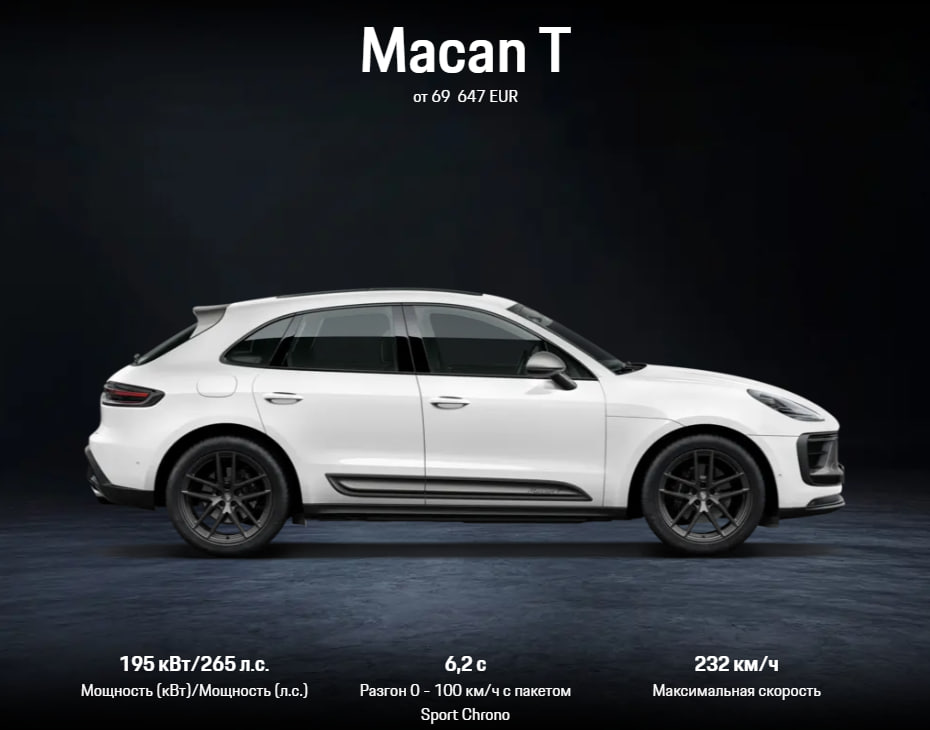 Macan T
от 69 647 EUR
195 кВт/265 л.с.
Мощность (кВт)/Мощность (л.с.)
6,2 с
Разгон 0 - 100 км/ч с пакетом
Sport Chrono
232 км/ч
Максимальная скорость